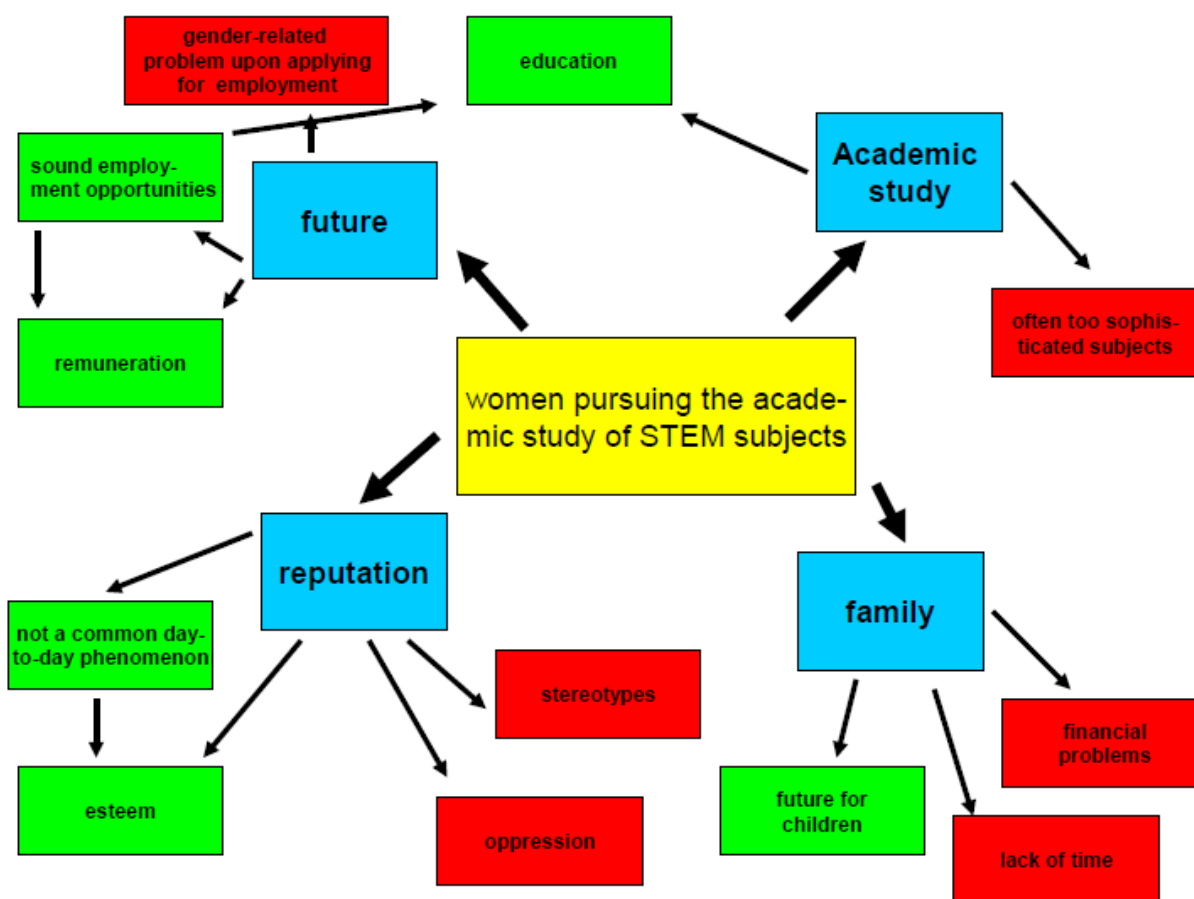 gender-related
problem upon applying
for employment
education
sound employ-
ment opportunities
future
Academic
study
remuneration
often too sophis-
ticated subjects
women pursuing the acade-
mic study of STEM subjects
reputation
family
not a common day-
to-day phenomenon
stereotypes
financial
problems
esteem
oppression
future for
children
lack of time